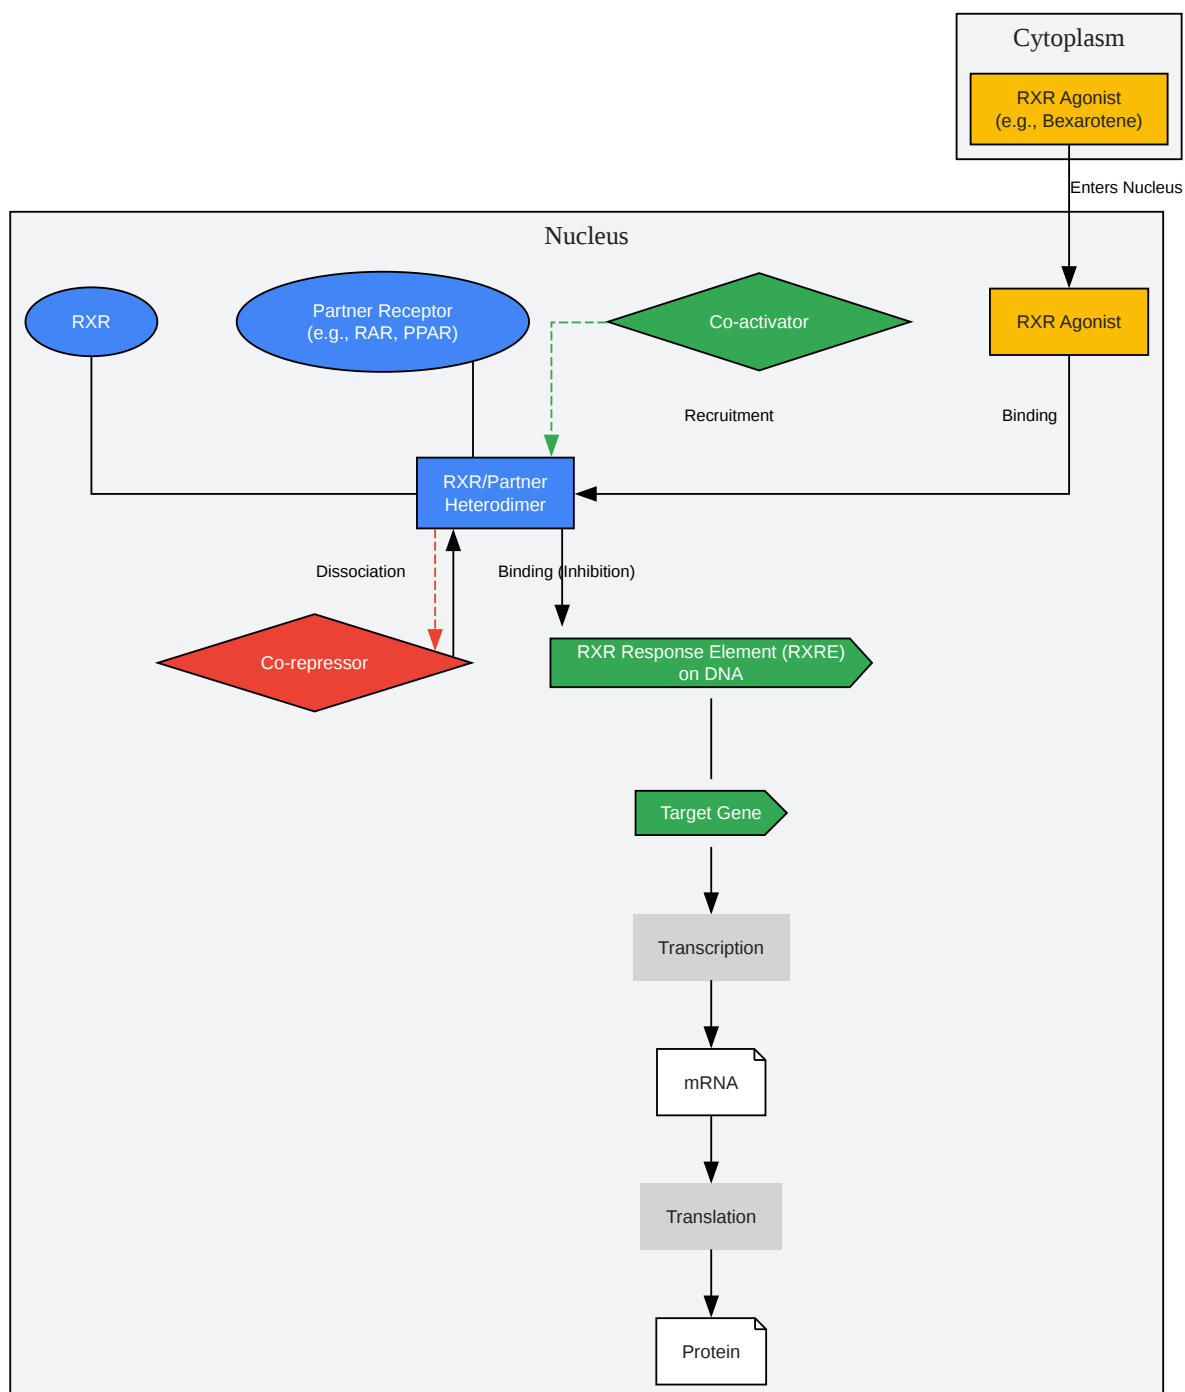 Cytoplasm
RXR Agonist
(e.g., Bexarotene)
Enters Nucleus
Nucleus
RXR
Partner Receptor
(e.g., RAR, PPAR)
Co-activator
RXR Agonist
Recruitment
Binding
RXR/Partner
Heterodimer
Dissociation
Binding (Inhibition)
Co-repressor
RXR Response Element (RXRE)
on DNA
Target Gene
Transcription
mRNA
Translation
Protein